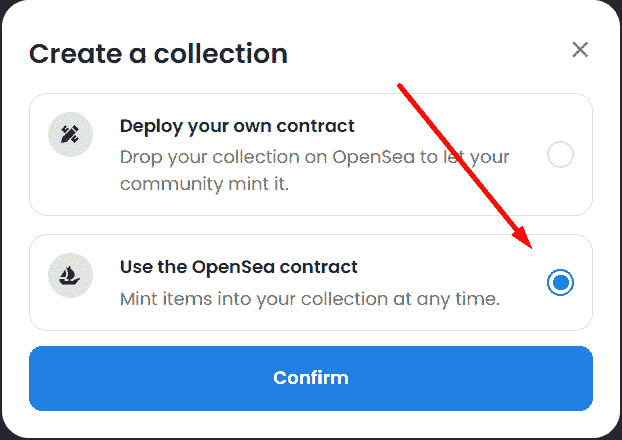 Create a collection
Deploy your own contract
Drop your collection on OpenSea to let your
community mint it.
Use the OpenSea contract
Mint items into your collection at any time.
Confirm